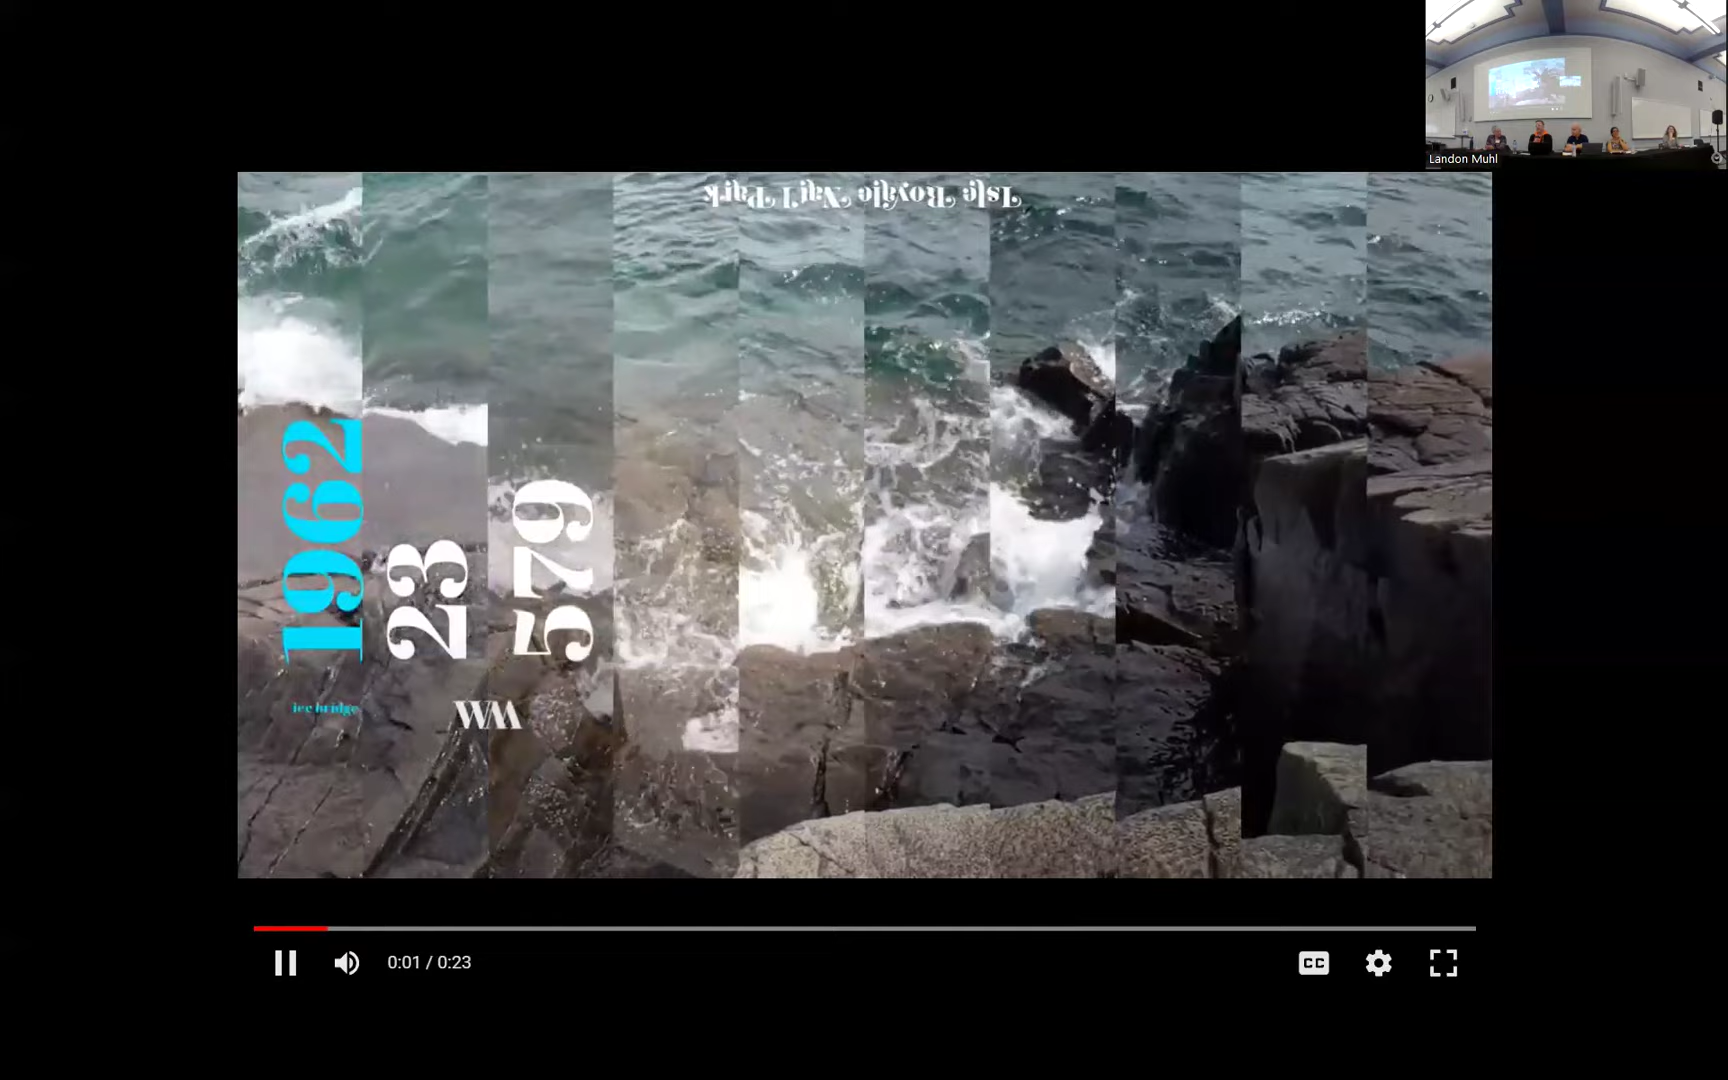 Landon Muhl
Isle Royale Nat'l Park
1962
23
579
ice bridge
WM
0:01 / 0:23
CC